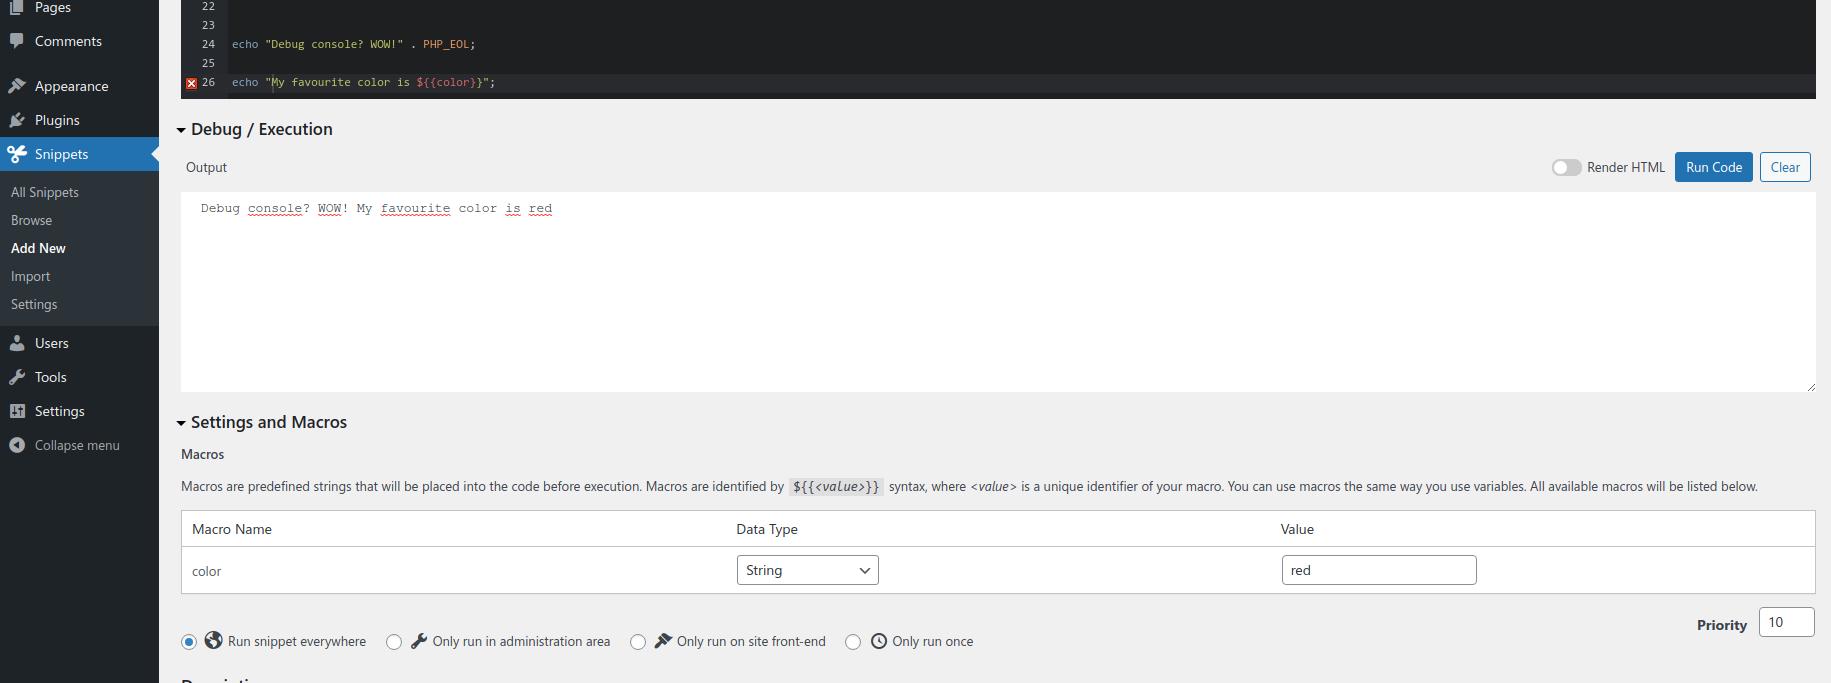 Pages
Comments
Appearance
Plugins
Snippets
All Snippets
Browse
Add New
Import
Settings
Users
Tools
Settings
Collapse menu
22
23
24 echo "Debug console? WOW!" . PHP_EOL;
25
26 echo "My favourite color is ${{color}}";
Debug / Execution
Output Render HTML Run Code Clear
Debug console? WOW! My favourite color is red
Settings and Macros
Macros
Macros are predefined strings that will be placed into the code before execution. Macros are identified by ${{<value>}} syntax, where <value> is a unique identifier of your macro. You can use macros the same way you use variables. All available macros will be listed below.
Macro Name Data Type Value
color String red
Priority 10
Run snippet everywhere Only run in administration area Only run on site front-end Only run once